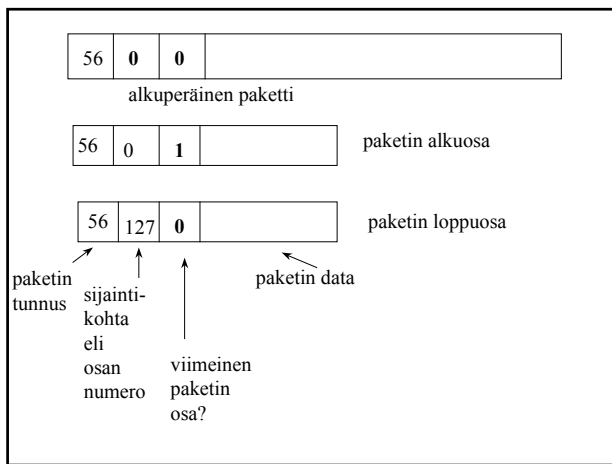 56 0 0
alkuperäinen paketti
56 0 1
paketin alkuosa
56 127 0
paketin loppuosa
paketin
tunnus
sijainti-
kohta
eli
osan
numero
viimeinen
paketin
osa?
paketin data